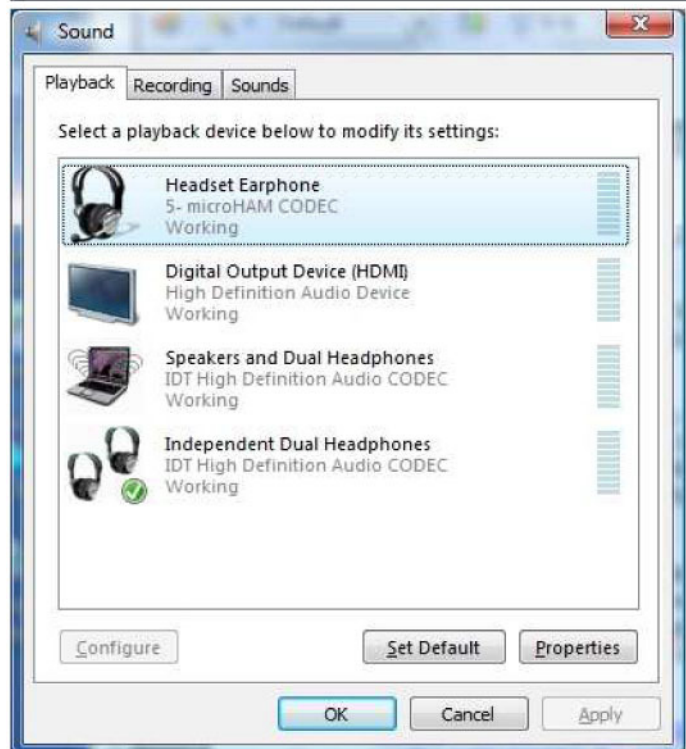 Sound
Playback Recording Sounds
Select a playback device below to modify its settings:
Headset Earphone
5- microHAM CODEC
Working
Digital Output Device (HDMI)
High Definition Audio Device
Working
Speakers and Dual Headphones
IDT High Definition Audio CODEC
Working
Independent Dual Headphones
IDT High Definition Audio CODEC
Working
Configure Set Default Properties
OK Cancel Apply